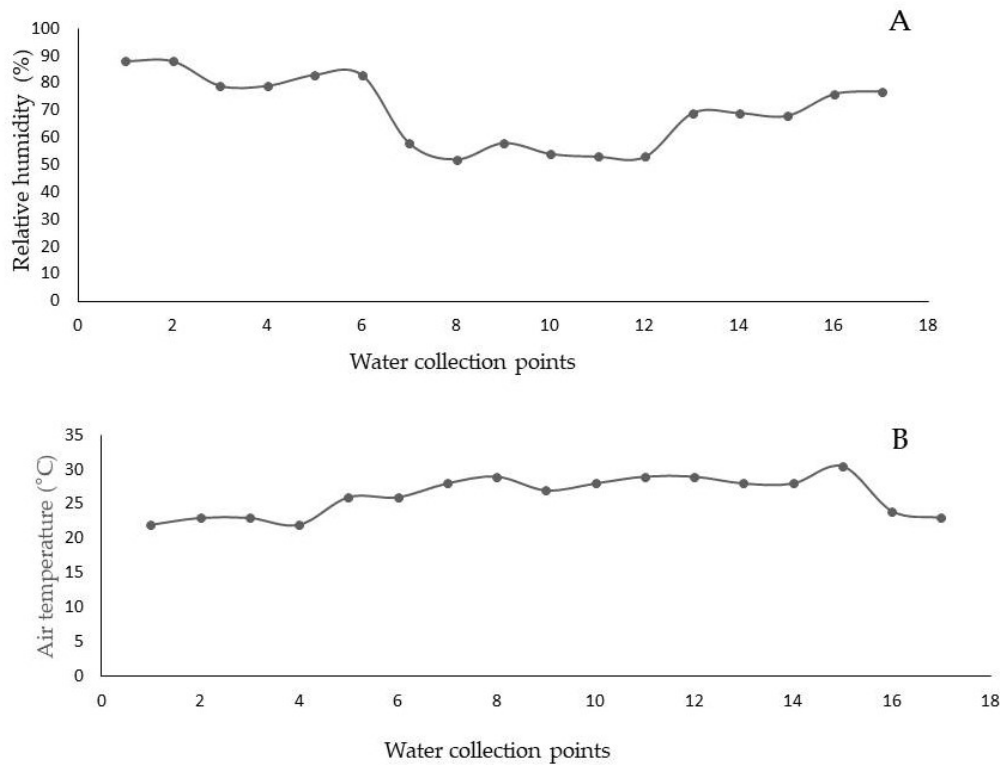 A
Relative humidity (%)
100
90
80
70
60
50
40
30
20
10
0
0 2 4 6 8 10 12 14 16 18
Water collection points
B
Air temperature (°C)
35
30
25
20
15
10
5
0
0 2 4 6 8 10 12 14 16 18
Water collection points